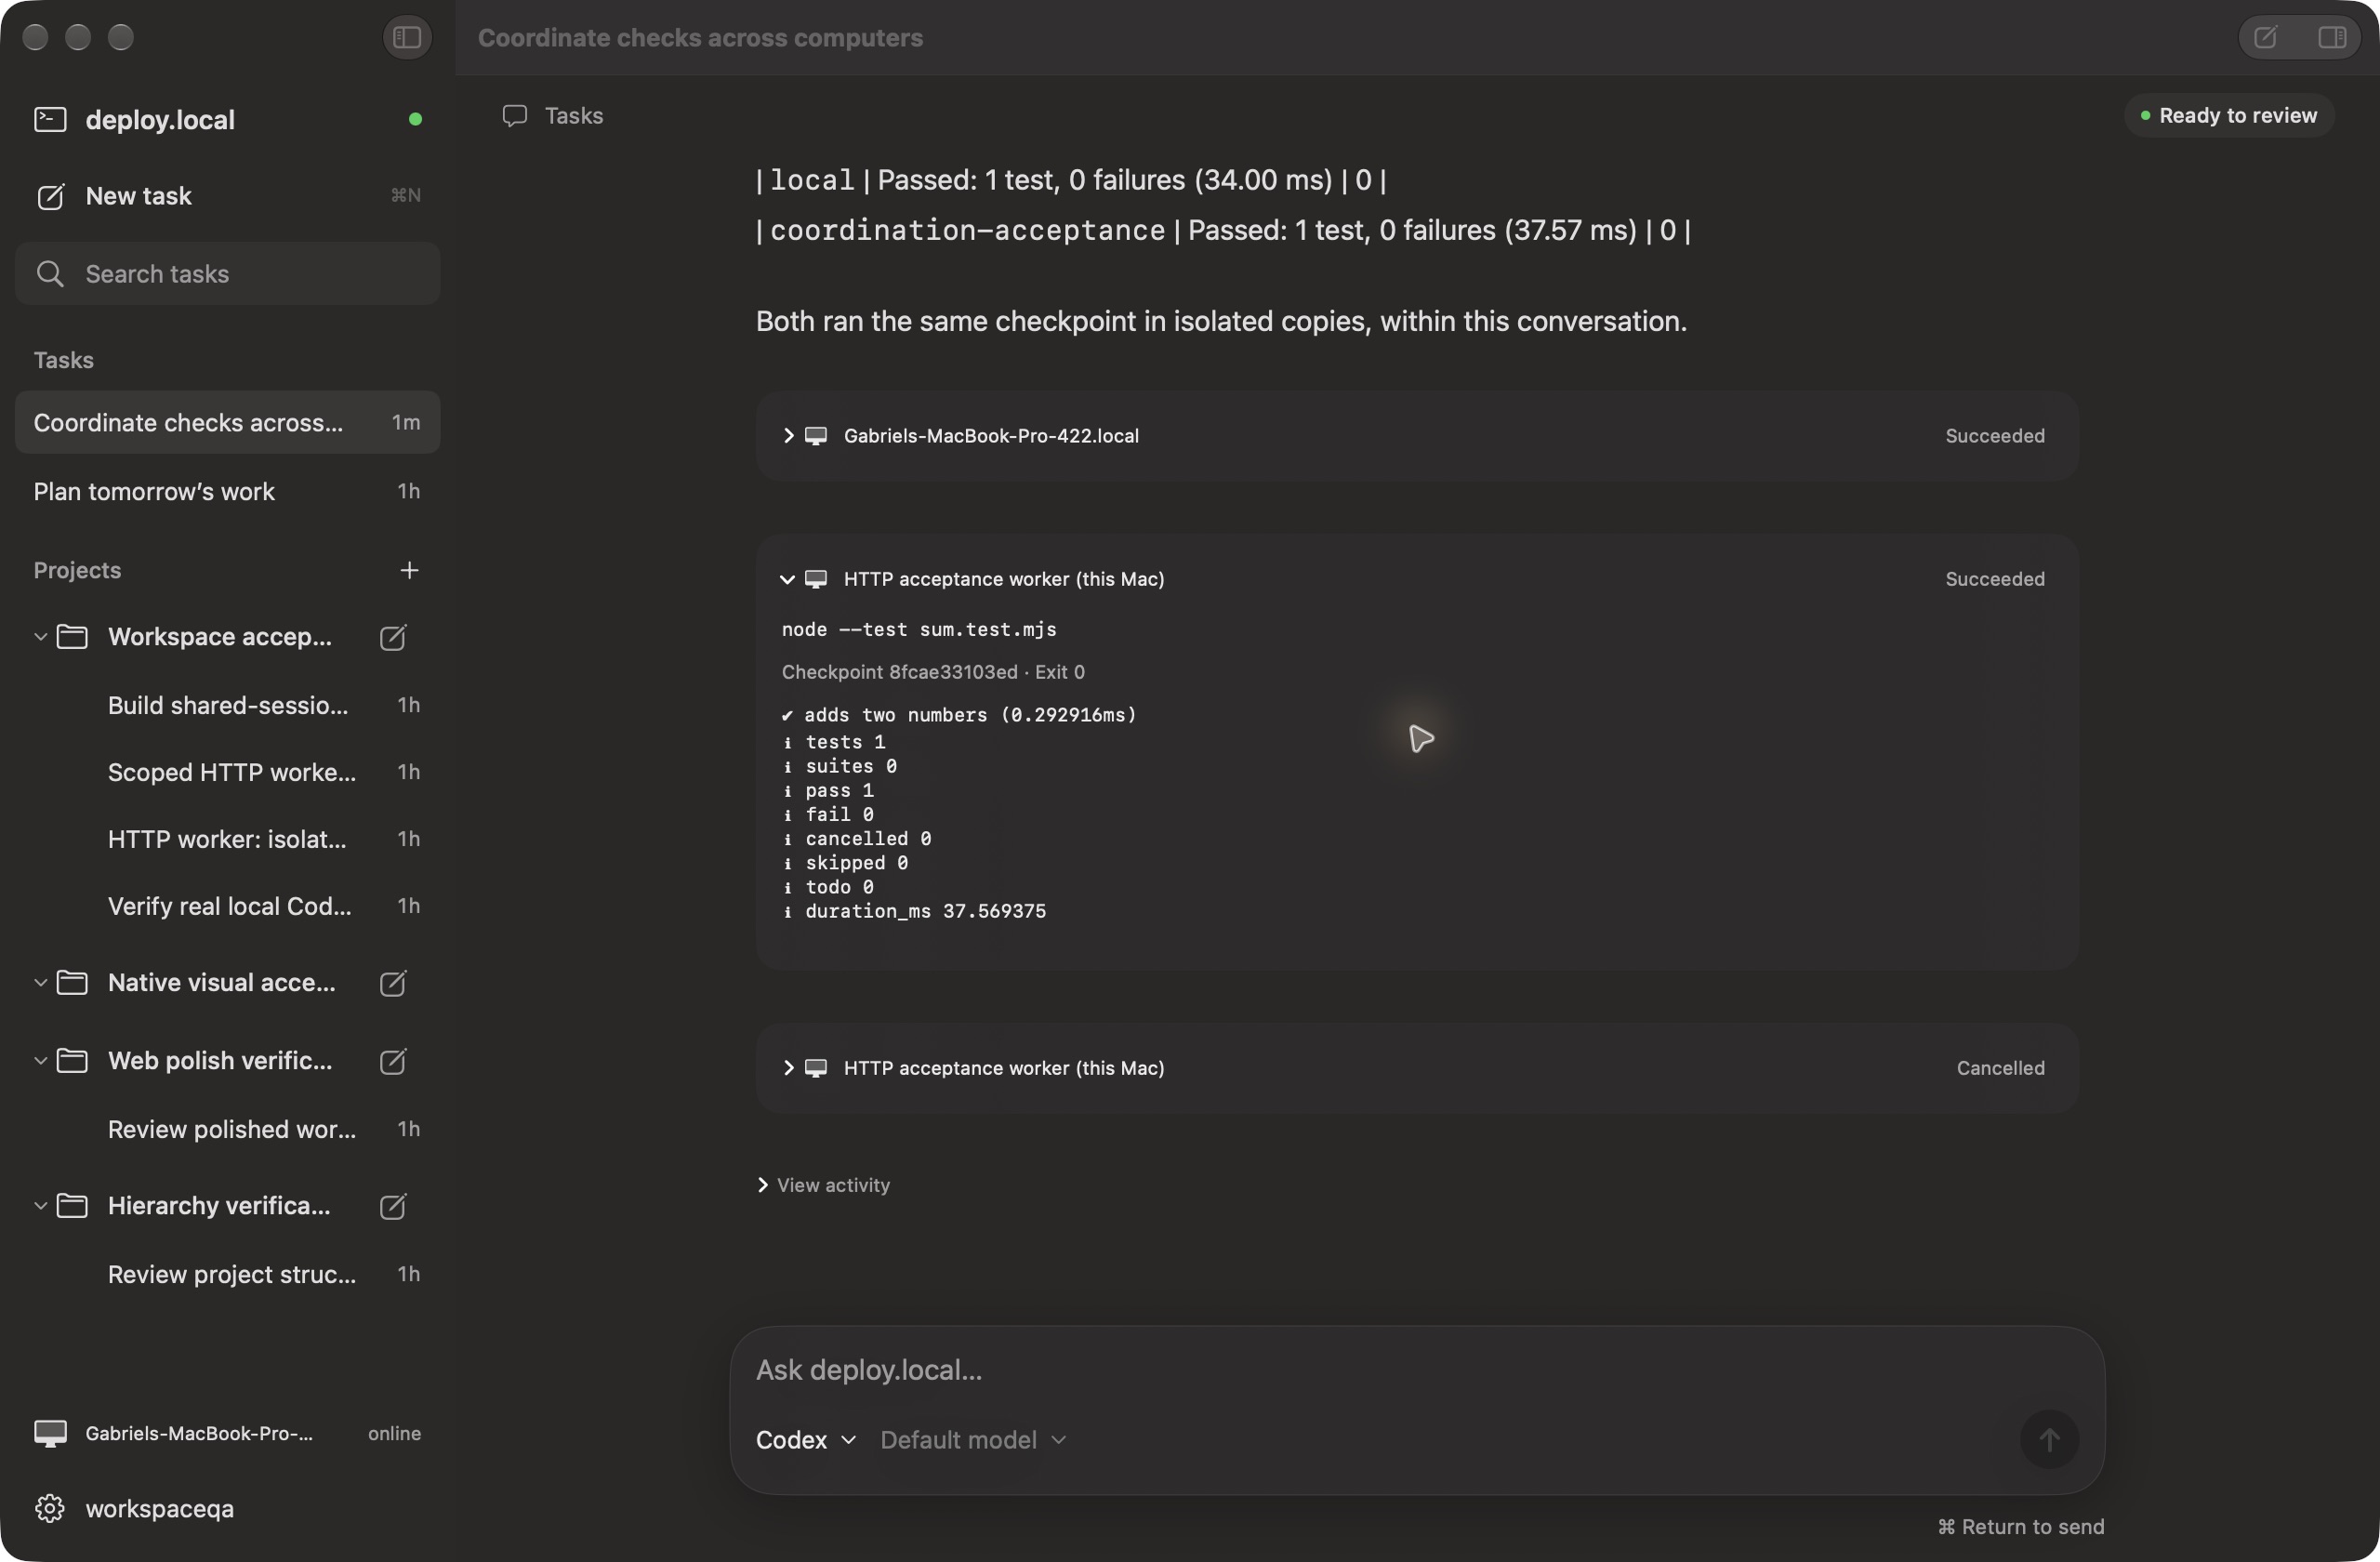 Coordinate checks across computers
deploy.local
New task
⌘N
Search tasks
Tasks
Coordinate checks across...
1m
Plan tomorrow’s work
1h
Projects
Workspace accep...
Build shared-sessio...
1h
Scoped HTTP worke...
1h
HTTP worker: isolat...
1h
Verify real local Cod...
1h
Native visual acce...
Web polish verific...
Review polished wor...
1h
Hierarchy verifica...
Review project struc...
1h
Gabriels-MacBook-Pro-...
online
workspaceqa
Tasks
Ready to review
| local | Passed: 1 test, 0 failures (34.00 ms) | 0 |
| coordination-acceptance | Passed: 1 test, 0 failures (37.57 ms) | 0 |
Both ran the same checkpoint in isolated copies, within this conversation.
Gabriels-MacBook-Pro-422.local
Succeeded
HTTP acceptance worker (this Mac)
Succeeded
node --test sum.test.mjs
Checkpoint 8fcae33103ed · Exit 0
✔ adds two numbers (0.292916ms)
ℹ tests 1
ℹ suites 0
ℹ pass 1
ℹ fail 0
ℹ cancelled 0
ℹ skipped 0
ℹ todo 0
ℹ duration_ms 37.569375
HTTP acceptance worker (this Mac)
Cancelled
View activity
Ask deploy.local...
Codex
Default model
⌘ Return to send